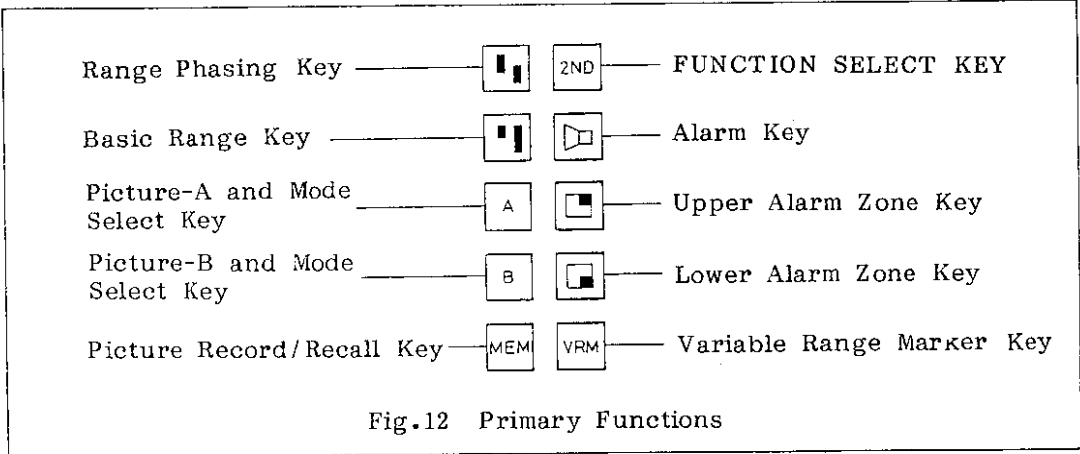 Range Phasing Key 2ND FUNCTION SELECT KEY
Basic Range Key Alarm Key
Picture-A and Mode
Select Key A Upper Alarm Zone Key
Picture-B and Mode
Select Key B Lower Alarm Zone Key
Picture Record/Recall Key MEM VRM Variable Range Marker Key
Fig.12 Primary Functions